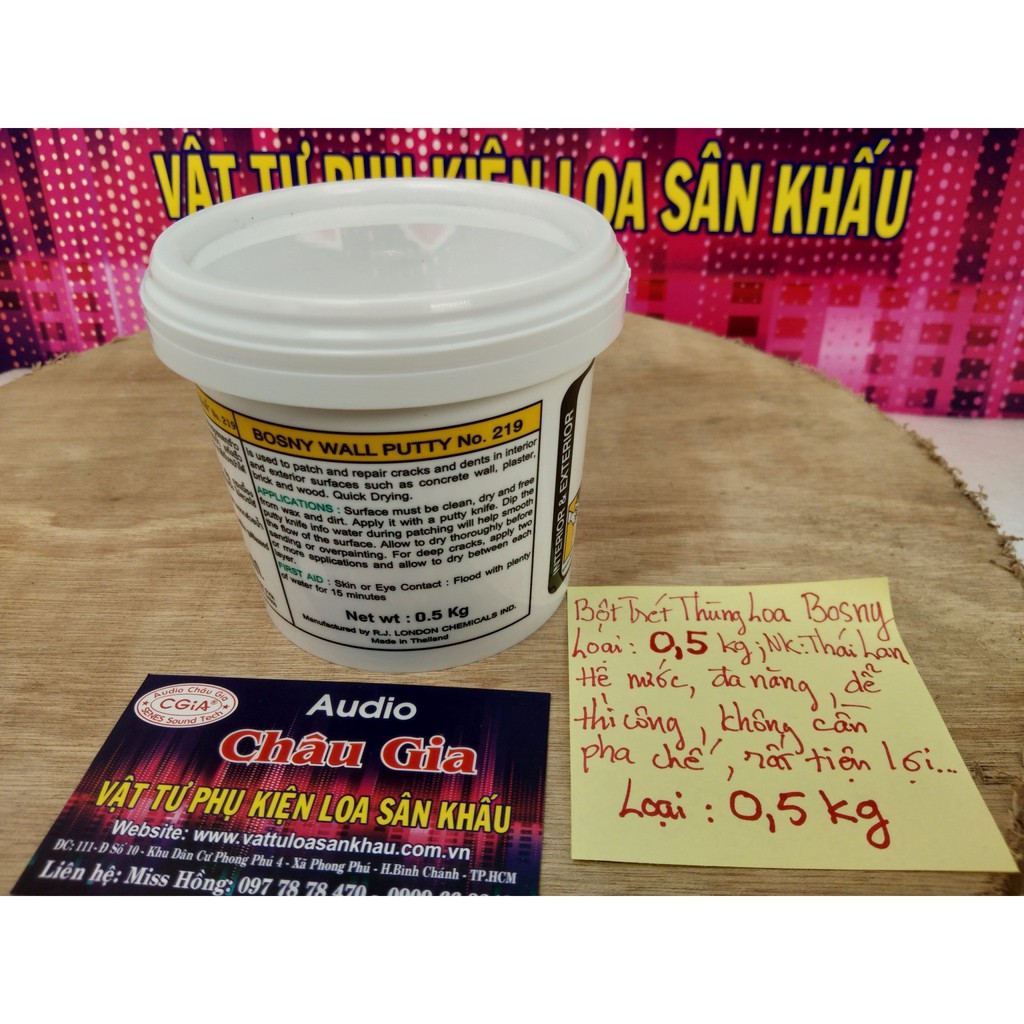 VẬT TƯ PHỤ KIỆN LOA SÂN KHẤU
No. 219
BOSNY WALL PUTTY No. 219
is used to patch and repair cracks and dents in interior
and exterior surfaces such as concrete wall, plaster,
brick and wood. Quick Drying.
APPLICATIONS : Surface must be clean, dry and free
from wax and dirt. Apply it with a putty knife. Dip the
putty knife info water during patching will help smooth
the flow of the surface. Allow to dry thoroughly before
sanding or overpainting. For deep cracks, apply two
or more applications and allow to dry between each
layer.
FIRST AID : Skin or Eye Contact : Flood with plenty
of water for 15 minutes
Net wt : 0.5 Kg
Manufactured by R.J. LONDON CHEMICALS IND.
Made in Thailand
INTERIOR & EXTERIOR
Bột Trét Thùng Loa Bosny
Loại : 0,5 kg ; NK: Thái Lan
Hệ nước, đa năng, dễ
thi công, không cần
pha chế, rất tiện lợi...
Loại : 0,5 kg
Audio Châu Gia
CGiA®
SENES Sound Tech
Audio
Châu Gia
VẬT TƯ PHỤ KIỆN LOA SÂN KHẤU
Website: www.vattuloasankhau.com.vn
ĐC: 111 - Đ Số 10 - Khu Dân Cư Phong Phú 4 - Xã Phong Phú - H.Bình Chánh - TP.HCM
Liên hệ: Miss Hồng: 097 78 78 470 -